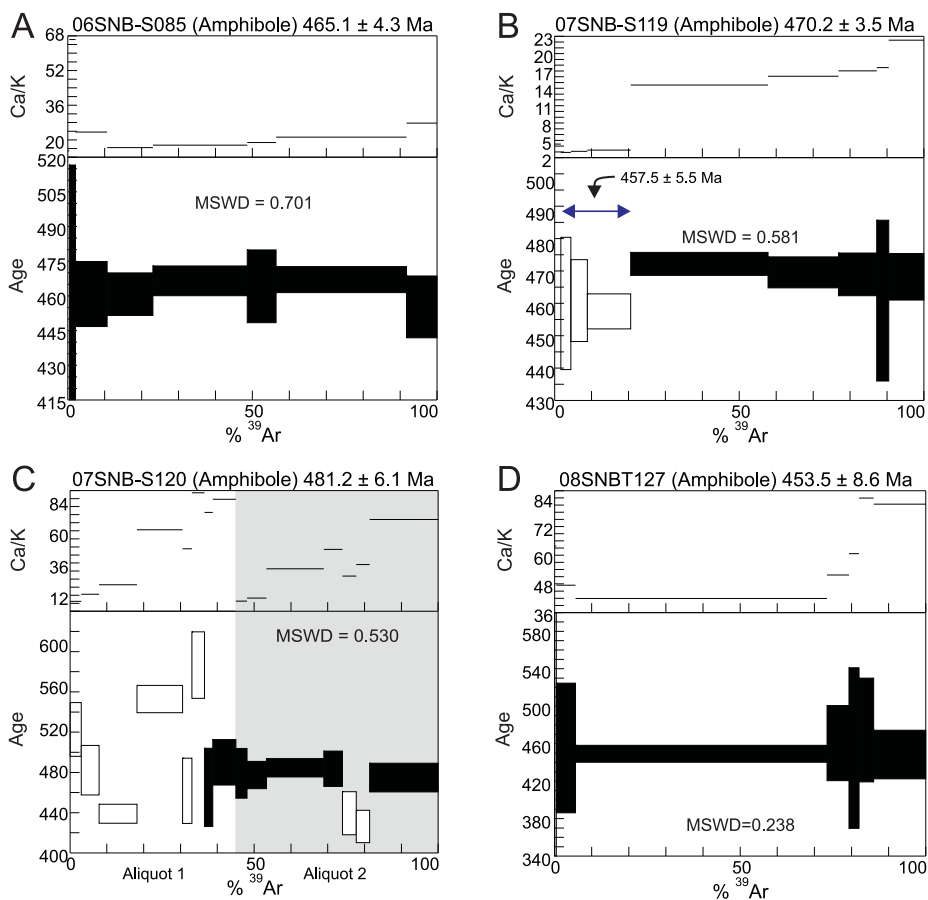 A
06SNB-S085 (Amphibole) 465.1 ± 4.3 Ma
68
52
36
20
Ca/K
520
505
490
475
460
445
430
415
Age
MSWD = 0.701
0
50
100
% 39Ar
B
07SNB-S119 (Amphibole) 470.2 ± 3.5 Ma
23
20
17
14
11
8
5
2
Ca/K
457.5 ± 5.5 Ma
500
490
480
470
460
450
440
430
Age
MSWD = 0.581
0
50
100
% 39Ar
C
07SNB-S120 (Amphibole) 481.2 ± 6.1 Ma
84
60
36
12
Ca/K
600
560
520
480
440
400
Age
MSWD = 0.530
0
50
100
Aliquot 1
Aliquot 2
% 39Ar
D
08SNBT127 (Amphibole) 453.5 ± 8.6 Ma
84
72
60
48
36
Ca/K
580
540
500
460
420
380
340
Age
MSWD=0.238
0
50
100
% 39Ar